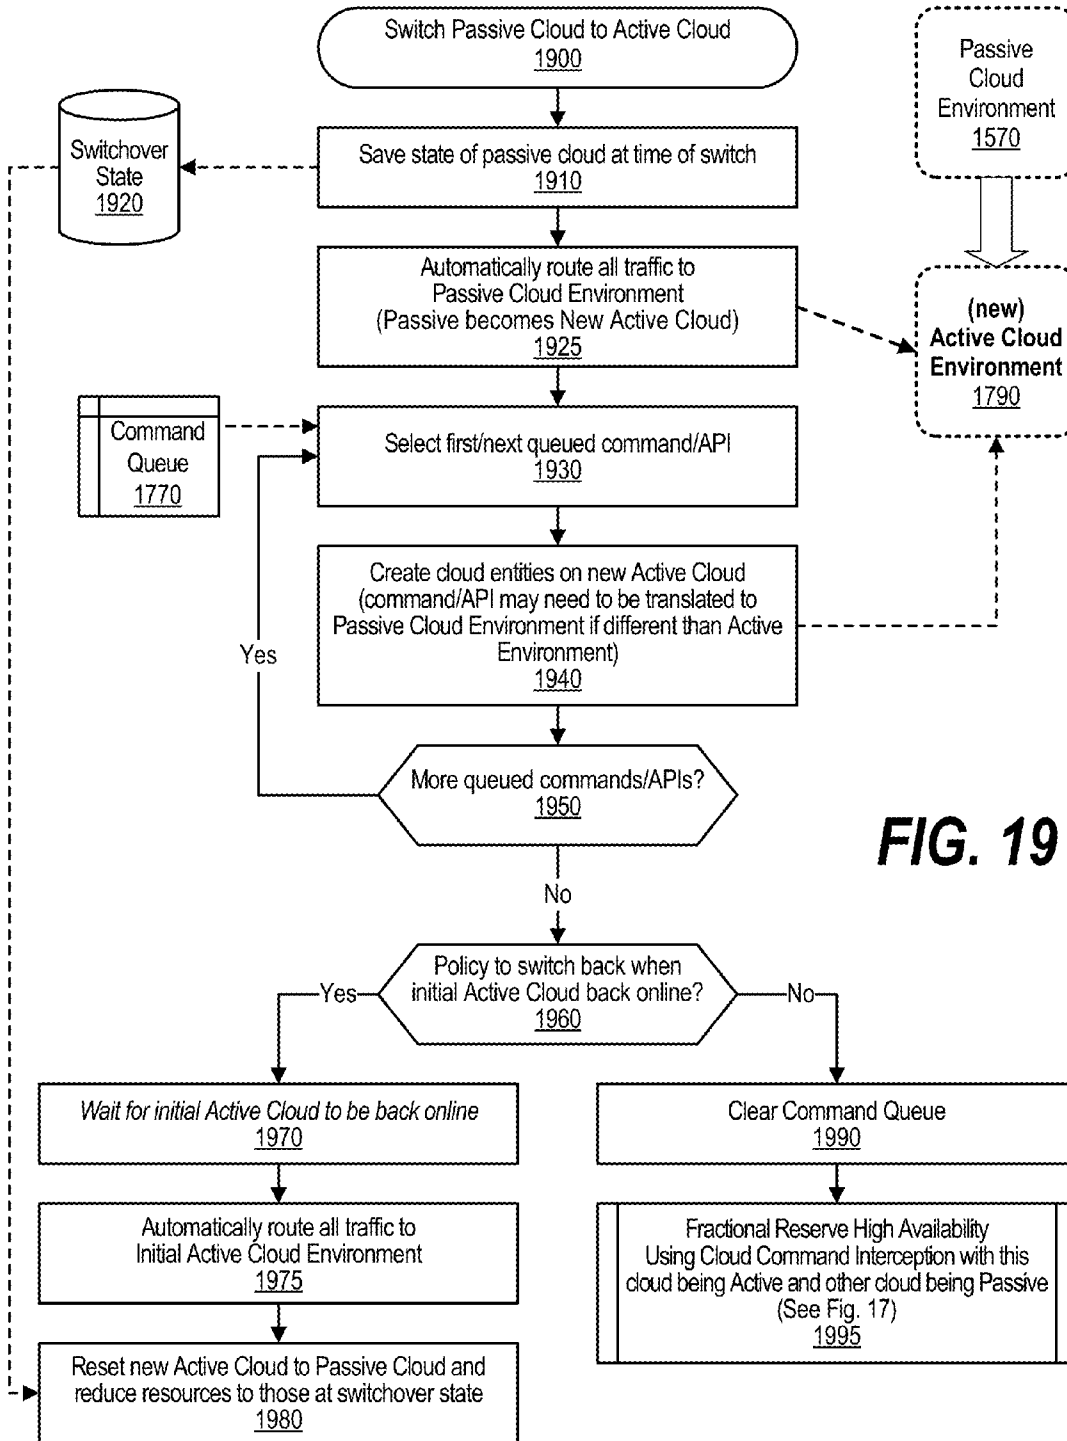 Switch Passive Cloud to Active Cloud
1900
Passive
Cloud
Environment
1570
Switchover
State
1920
Save state of passive cloud at time of switch
1910
Automatically route all traffic to
Passive Cloud Environment
(Passive becomes New Active Cloud)
1925
(new)
Active Cloud
Environment
1790
Command
Queue
1770
Select first/next queued command/API
1930
Create cloud entities on new Active Cloud
(command/API may need to be translated to
Passive Cloud Environment if different than Active
Environment)
1940
Yes
More queued commands/APIs?
1950
FIG. 19
No
Policy to switch back when
initial Active Cloud back online?
1960
Yes
No
Wait for initial Active Cloud to be back online
1970
Automatically route all traffic to
Initial Active Cloud Environment
1975
Reset new Active Cloud to Passive Cloud and
reduce resources to those at switchover state
1980
Clear Command Queue
1990
Fractional Reserve High Availability
Using Cloud Command Interception with this
cloud being Active and other cloud being Passive
(See Fig. 17)
1995